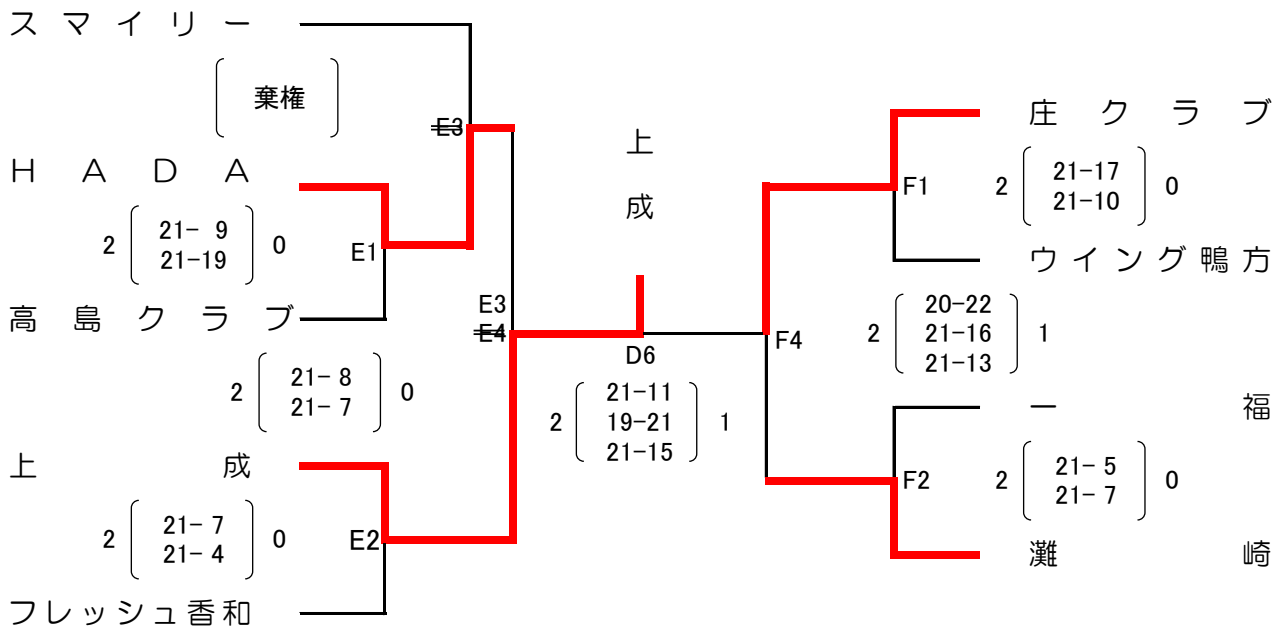 スマイリー
棄権
E3
HADA
2 21- 9 0
21-19
E1
高島クラブ
E3
E4
2 21- 8 0
21- 7
上成
2 21- 7 0
21- 4
E2
フレッシュ香和
上
成
D6
21-11
2 19-21 1
21-15
庄クラブ
F1
2 21-17 0
21-10
ウイング鴨方
F4
20-22
2 21-16 1
21-13
一福
F2
2 21- 5 0
21- 7
灘崎